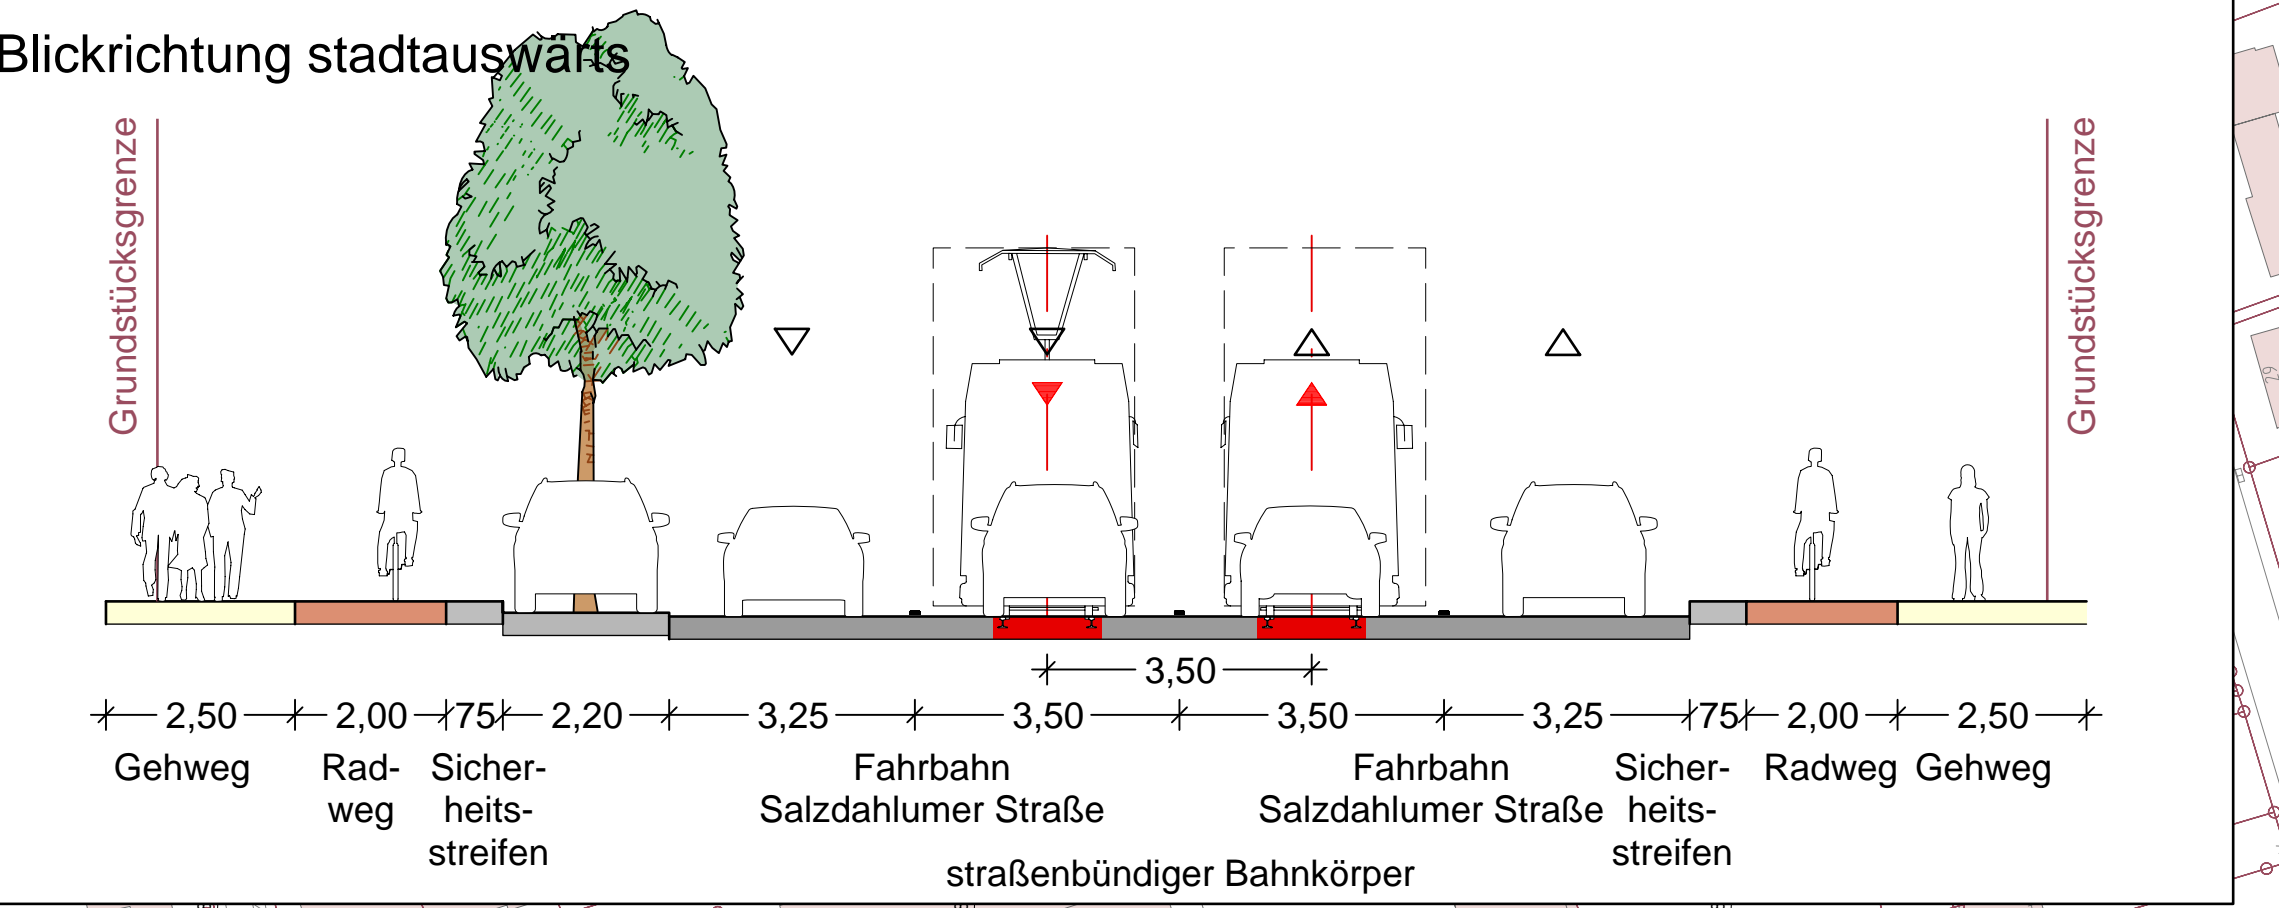 Blickrichtung stadtauswärts
Grundstücksgrenze
Grundstücksgrenze
3,50
2,50 2,00 75 2,20 3,25 3,50 3,50 3,25 75 2,00 2,50
Gehweg Rad- Sicher- Fahrbahn Fahrbahn Sicher- Radweg Gehweg
weg heits- Salzdahlumer Straße Salzdahlumer Straße heits-
streifen streifen
straßenbündiger Bahnkörper
29